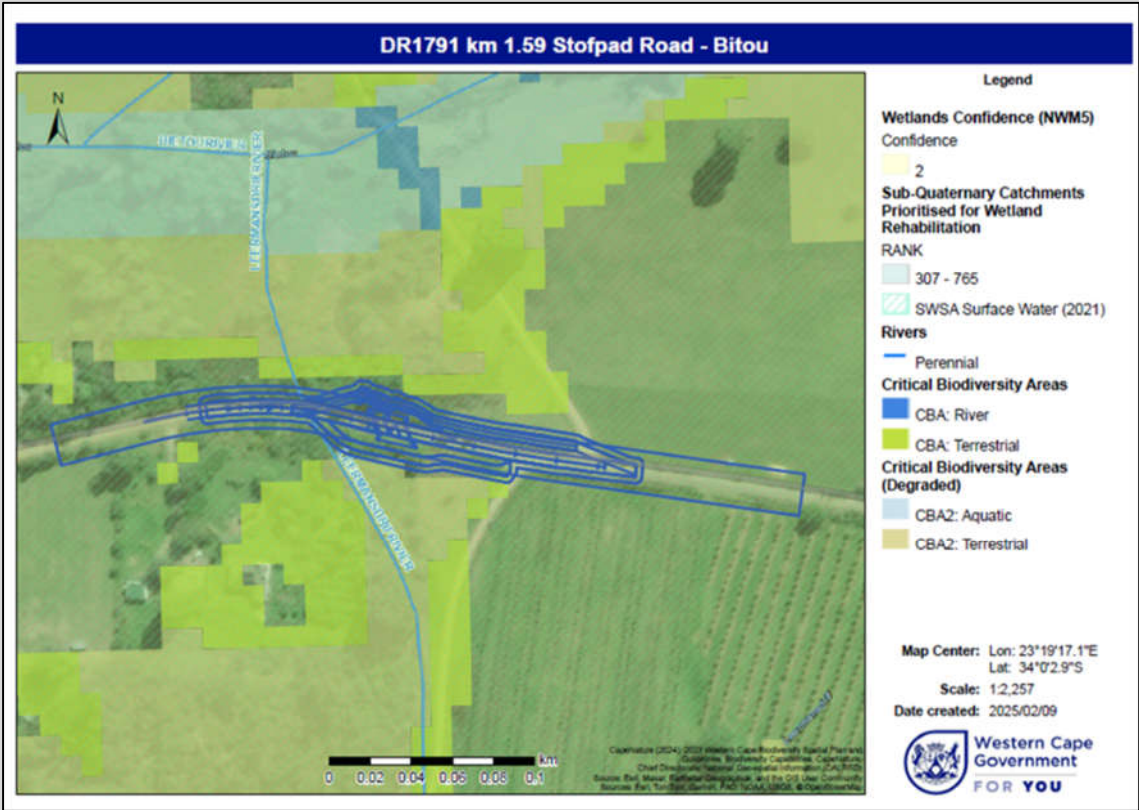 DR1791 km 1.59 Stofpad Road - Bitou
N
LEERMANSDRIF RIVER
km
0 0,02 0,04 0,06 0,08 0,1
Legend
Wetlands Confidence (NWM5)
Confidence
2
Sub-Quaternary Catchments
Prioritised for Wetland
Rehabilitation
RANK
307 - 765
SWSA Surface Water (2021)
Rivers
Perennial
Critical Biodiversity Areas
CBA: River
CBA: Terrestrial
Critical Biodiversity Areas
(Degraded)
CBA2: Aquatic
CBA2: Terrestrial
Map Center: Lon: 23°19'17.1"E
Lat: 34°0'2.9"S
Scale: 1:2,257
Date created: 2025/02/09
Western Cape
Government
FOR YOU